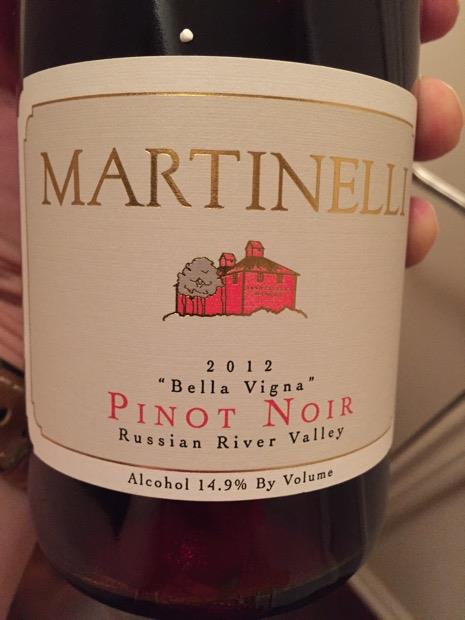 MARTINELLI
2012
"Bella Vigna"
PINOT NOIR
Russian River Valley
Alcohol 14.9% By Volume